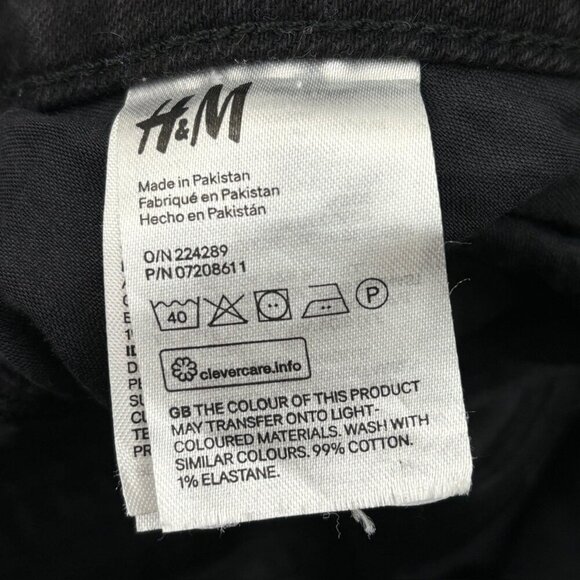 H&M
Made in Pakistan
Fabriqué en Pakistan
Hecho en Pakistán
O/N 224289
P/N 07208611
40
P
clevercare.info
GB THE COLOUR OF THIS PRODUCT
MAY TRANSFER ONTO LIGHT-
COLOURED MATERIALS. WASH WITH
SIMILAR COLOURS. 99% COTTON.
1% ELASTANE.